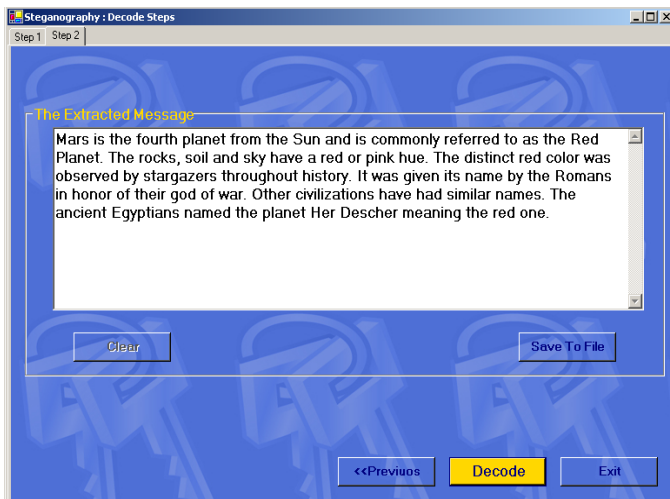 Steganography : Decode Steps
Step 1 Step 2
The Extracted Message
Mars is the fourth planet from the Sun and is commonly referred to as the Red
Planet. The rocks, soil and sky have a red or pink hue. The distinct red color was
observed by stargazers throughout history. It was given its name by the Romans
in honor of their god of war. Other civilizations have had similar names. The
ancient Egyptians named the planet Her Descher meaning the red one.
Clear Save To File
<<Previuos Decode Exit